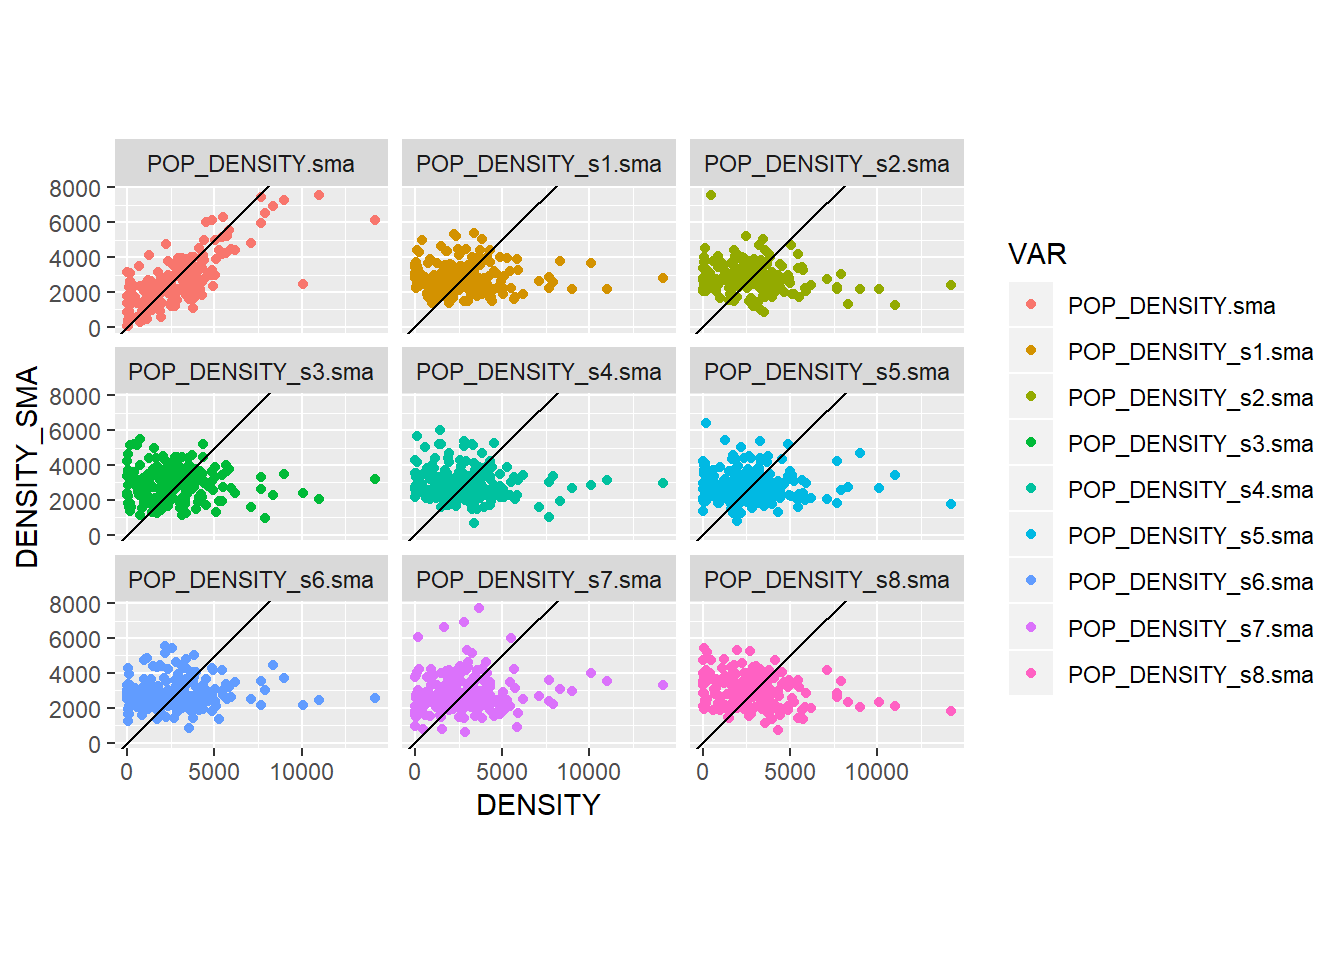 POP_DENSITY.sma
POP_DENSITY_s1.sma
POP_DENSITY_s2.sma
8000
6000
4000
2000
0
POP_DENSITY_s3.sma
POP_DENSITY_s4.sma
POP_DENSITY_s5.sma
8000
6000
4000
2000
0
POP_DENSITY_s6.sma
POP_DENSITY_s7.sma
POP_DENSITY_s8.sma
8000
6000
4000
2000
0
0 5000 10000
0 5000 10000
0 5000 10000
DENSITY
DENSITY_SMA
VAR
POP_DENSITY.sma
POP_DENSITY_s1.sma
POP_DENSITY_s2.sma
POP_DENSITY_s3.sma
POP_DENSITY_s4.sma
POP_DENSITY_s5.sma
POP_DENSITY_s6.sma
POP_DENSITY_s7.sma
POP_DENSITY_s8.sma